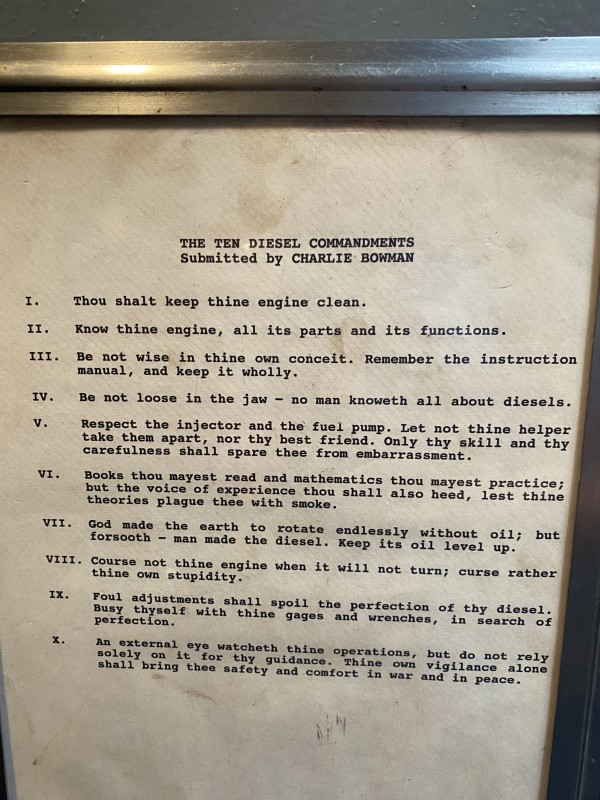 THE TEN DIESEL COMMANDMENTS
Submitted by CHARLIE BOWMAN
I. Thou shalt keep thine engine clean.
II. Know thine engine, all its parts and its functions.
III. Be not wise in thine own conceit. Remember the instruction
manual, and keep it wholly.
IV. Be not loose in the jaw - no man knoweth all about diesels.
V. Respect the injector and the fuel pump. Let not thine helper
take them apart, nor thy best friend. Only thy skill and thy
carefulness shall spare thee from embarrassment.
VI. Books thou mayest read and mathematics thou mayest practice;
but the voice of experience thou shall also heed, lest thine
theories plague thee with smoke.
VII. God made the earth to rotate endlessly without oil; but
forsooth - man made the diesel. Keep its oil level up.
VIII. Course not thine engine when it will not turn; curse rather
thine own stupidity.
IX. Foul adjustments shall spoil the perfection of thy diesel.
Busy thyself with thine gages and wrenches, in search of
perfection.
X. An external eye watcheth thine operations, but do not rely
solely on it for thy guidance. Thine own vigilance alone
shall bring thee safety and comfort in war and in peace.